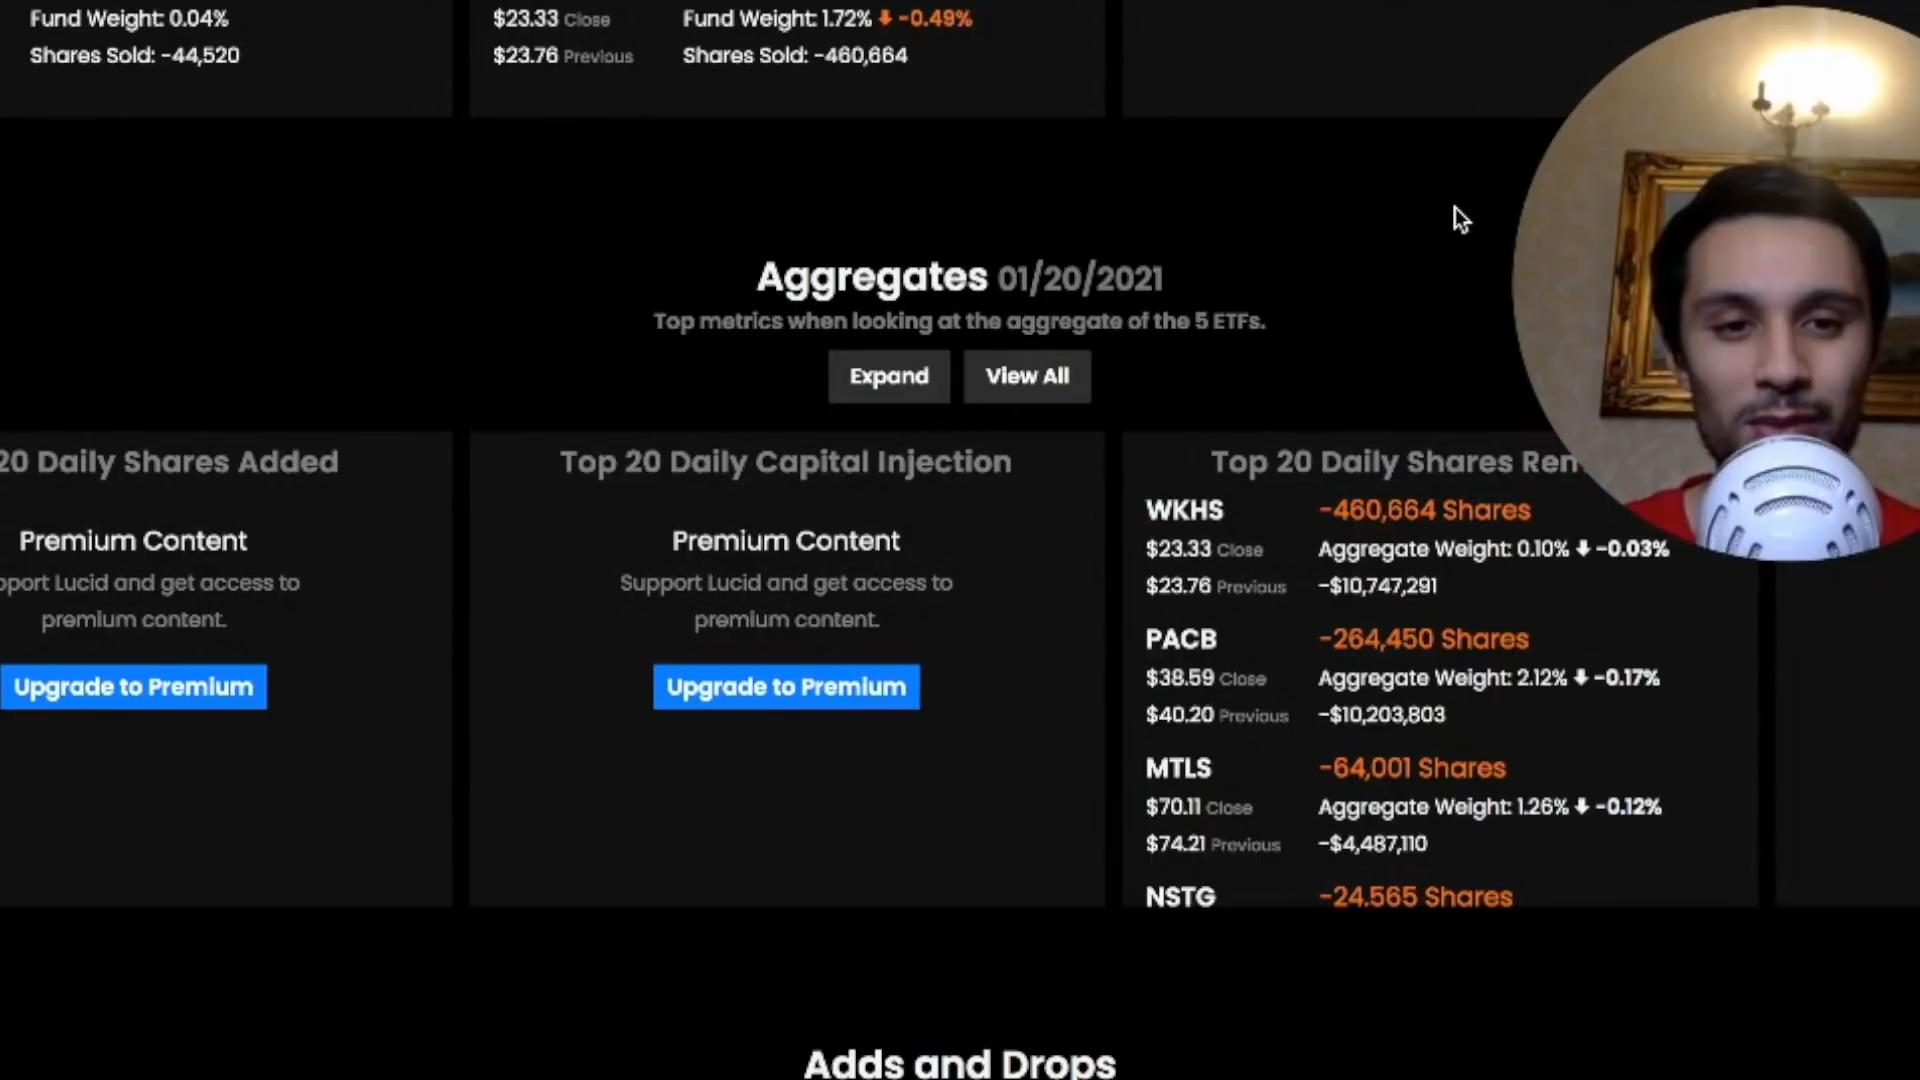 Fund Weight: 0.04%
Shares Sold: -44,520
$23.33 Close
$23.76 Previous
Fund Weight: 1.72% -0.49%
Shares Sold: -460,664
Aggregates 01/20/2021
Top metrics when looking at the aggregate of the 5 ETFs.
Expand
View All
20 Daily Shares Added
Premium Content
pport Lucid and get access to
premium content.
Upgrade to Premium
Top 20 Daily Capital Injection
Premium Content
Support Lucid and get access to
premium content.
Upgrade to Premium
Top 20 Daily Shares
WKHS -460,664 Shares
$23.33 Close Aggregate Weight: 0.10% -0.03%
$23.76 Previous -$10,747,291
PACB -264,450 Shares
$38.59 Close Aggregate Weight: 2.12% -0.17%
$40.20 Previous -$10,203,803
MTLS -64,001 Shares
$70.11 Close Aggregate Weight: 1.26% -0.12%
$74.21 Previous -$4,487,110
NSTG -24,565 Shares
Adds and Drops